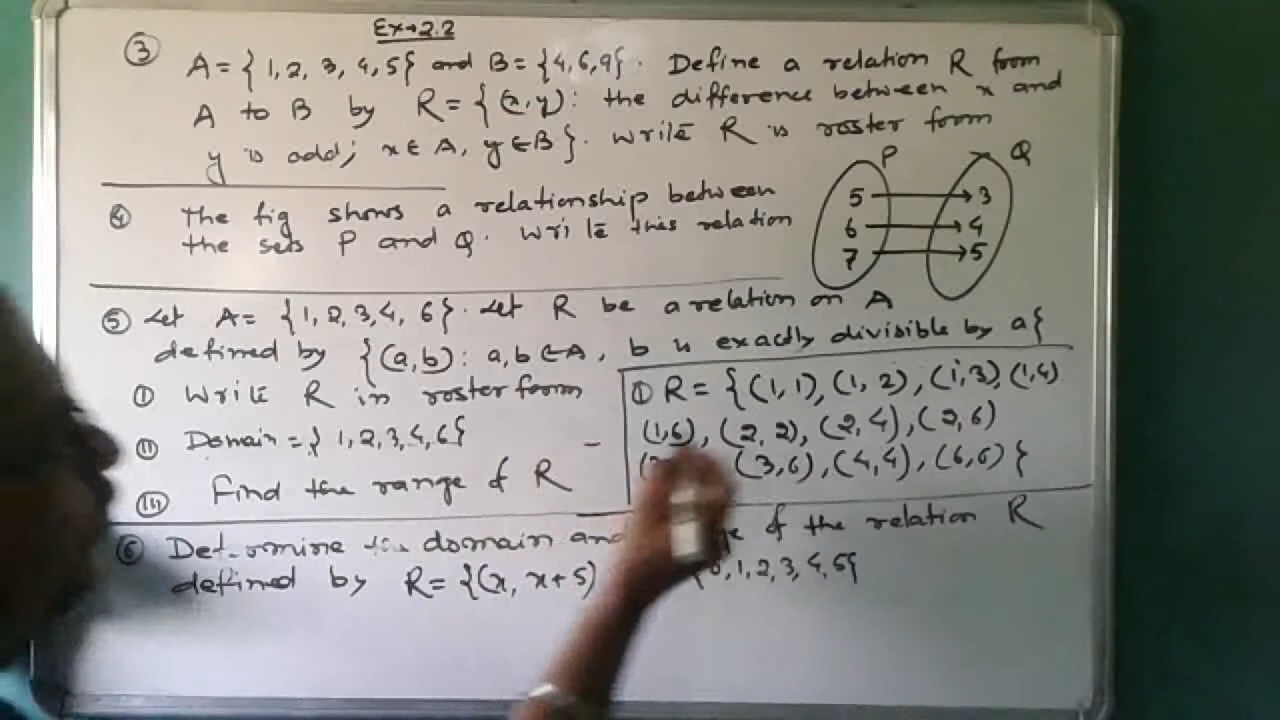 Ex→2.2
③ A = { 1, 2, 3, 4, 5} and B = {4, 6, 9}. Define a relation R from
A to B by R = { (x, y): the difference between x and
y is odd; x ∈ A, y ∈ B }. Write R is roster form
P Q
5 → 3
6 → 4
7 → 5
④ The fig shows a relationship between
the sets P and Q. Write this relation
⑤ Let A = {1, 2, 3, 4, 6}. Let R be a relation on A
defined by {(a, b): a, b ∈ A, b is exactly divisible by a}
① Write R in roster form
⑪ Domain = { 1, 2, 3, 4, 6}
⑪⑪ Find the range of R
① R = { (1, 1), (1, 2), (1, 3), (1, 4)
(1, 6), (2, 2), (2, 4), (2, 6)
(3, 6), (4, 4), (6, 6) }
⑥ Determine the domain and of the relation R
defined by R = {(x, x+5) 1, 2, 3, 4, 5}